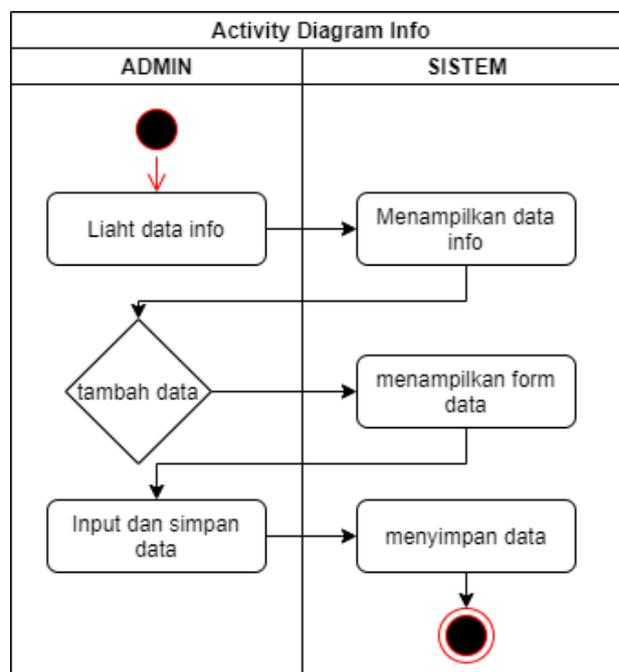 Activity Diagram Info
ADMIN
SISTEM
Liaht data info
Menampilkan data
info
tambah data
menampilkan form
data
Input dan simpan
data
menyimpan data